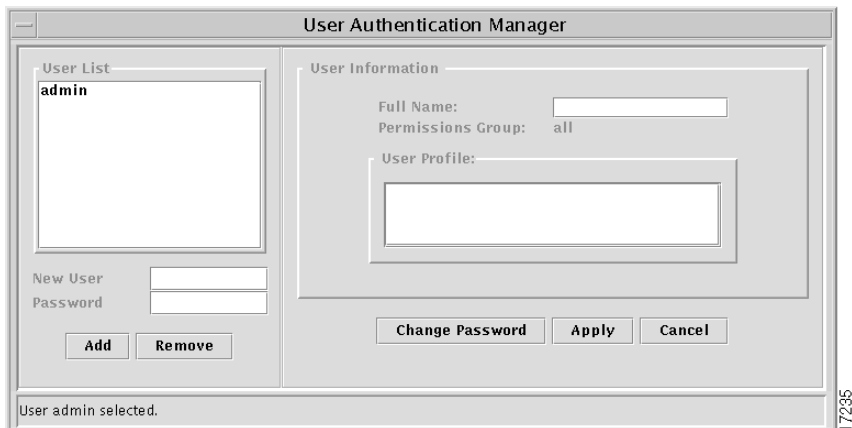 User Authentication Manager
User List
admin
New User
Password
Add Remove
User Information
Full Name:
Permissions Group: all
User Profile:
Change Password Apply Cancel
User admin selected.
17235